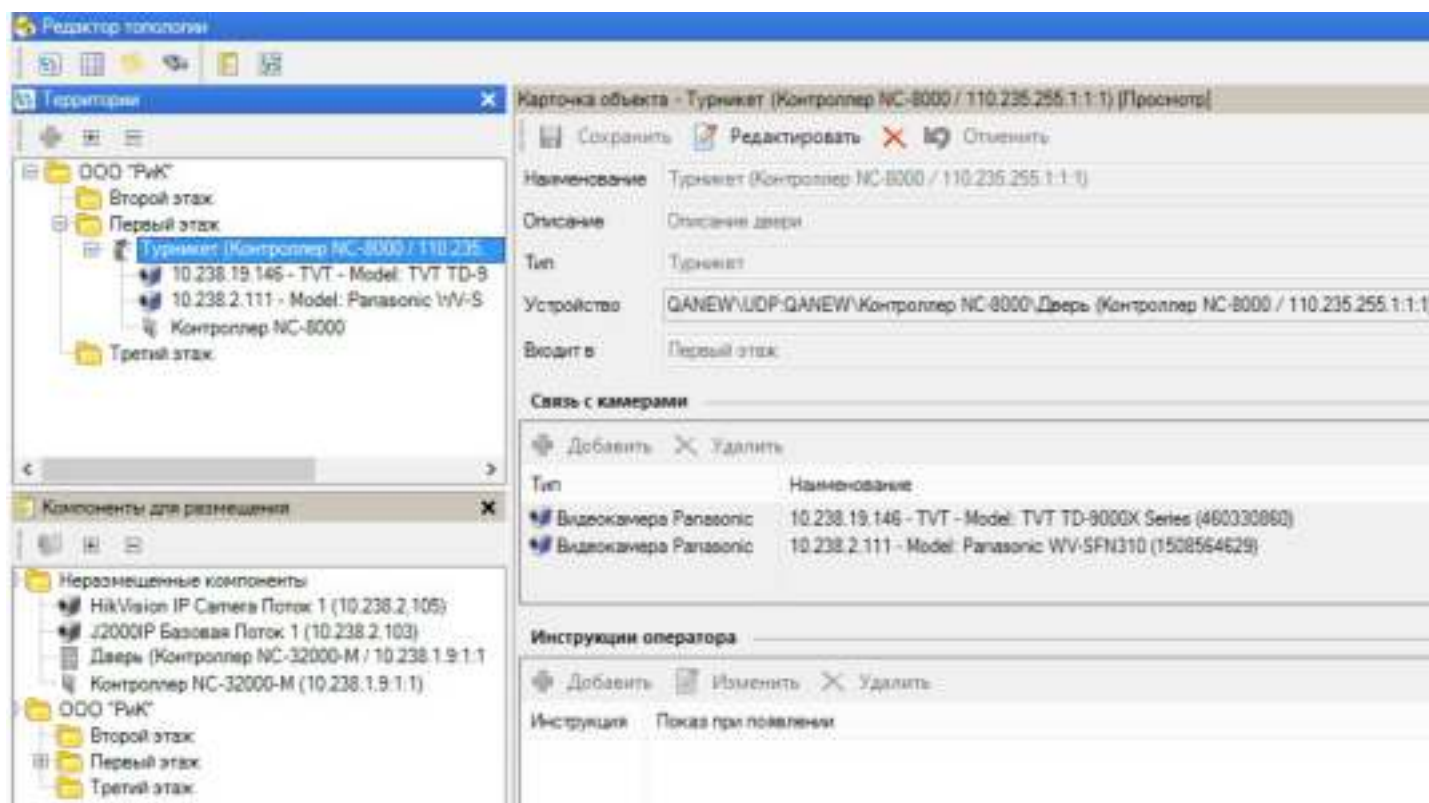 Редактор топологии
Территории
ООО "РиК"
Второй этаж
Первый этаж
Турникет (Контроллер NC-8000 / 110.235
10.238.19.146 - TVT - Model: TVT TD-9
10.238.2.111 - Model: Panasonic WV-S
Контроллер NC-8000
Третий этаж
Компоненты для размещения
Неразмещенные компоненты
HikVision IP Camera Поток 1 (10.238.2.105)
J2000IP Базовая Поток 1 (10.238.2.103)
Дверь (Контроллер NC-32000-M / 10.238.1.9:1:1
Контроллер NC-32000-M (10.238.1.9:1:1)
ООО "РиК"
Второй этаж
Первый этаж
Третий этаж
Карточка объекта - Турникет (Контроллер NC-8000 / 110.235.255.1:1:1) [Просмотр]
Сохранить Редактировать Отменить
Наименование Турникет (Контроллер NC-8000 / 110.235.255.1:1:1)
Описание Описание двери
Тип Турникет
Устройство QANEW\UDP:QANEW\Контроллер NC-8000\Дверь (Контроллер NC-8000 / 110.235.255.1:1:1
Входит в Первый этаж
Связь с камерами
Добавить Удалить
Тип Наименование
Видеокамера Panasonic 10.238.19.146 - TVT - Model: TVT TD-9000X Series (460330860)
Видеокамера Panasonic 10.238.2.111 - Model: Panasonic WV-SFN310 (1508564629)
Инструкции оператора
Добавить Изменить Удалить
Инструкция Показ при появлении